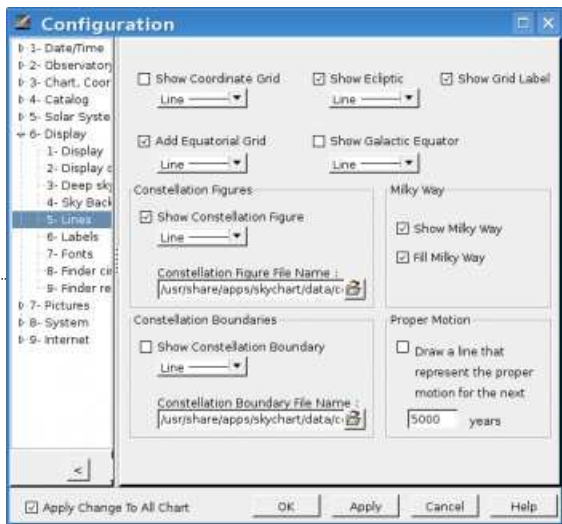 Configuration
1- Date/Time
2- Observatory
3- Chart, Coor
4- Catalog
5- Solar Syste
6- Display
1- Display
2- Display c
3- Deep sky
4- Sky Back
5- Lines
6- Labels
7- Fonts
8- Finder cir
9- Finder re
7- Pictures
8- System
9- Internet
<
Show Coordinate Grid Show Ecliptic Show Grid Label
Line Line
Add Equatorial Grid Show Galactic Equator
Line Line
Constellation Figures
Show Constellation Figure
Line
Constellation Figure File Name :
/usr/share/apps/skychart/data/c
Milky Way
Show Milky Way
Fill Milky Way
Constellation Boundaries
Show Constellation Boundary
Line
Constellation Boundary File Name :
/usr/share/apps/skychart/data/c
Proper Motion
Draw a line that
represent the proper
motion for the next
5000 years
Apply Change To All Chart OK Apply Cancel Help